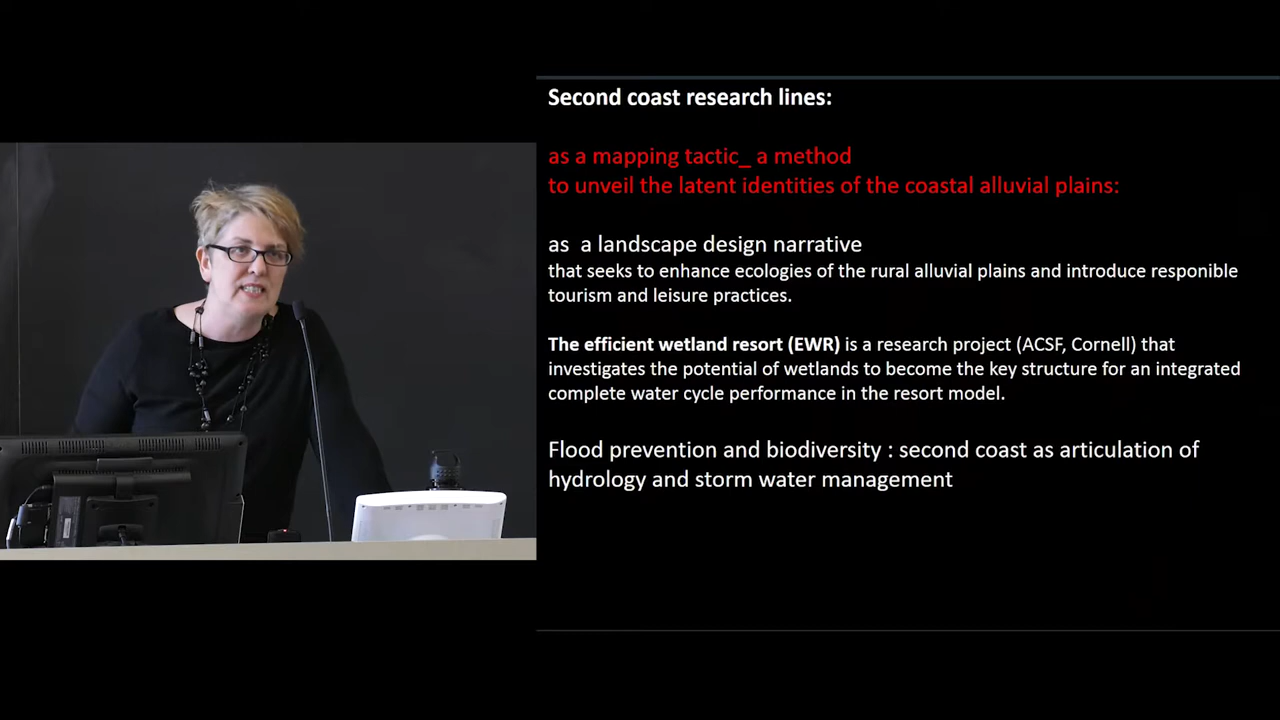 Second coast research lines:
as a mapping tactic_ a method
to unveil the latent identities of the coastal alluvial plains:
as a landscape design narrative
that seeks to enhance ecologies of the rural alluvial plains and introduce responible
tourism and leisure practices.
The efficient wetland resort (EWR) is a research project (ACSF, Cornell) that
investigates the potential of wetlands to become the key structure for an integrated
complete water cycle performance in the resort model.
Flood prevention and biodiversity : second coast as articulation of
hydrology and storm water management